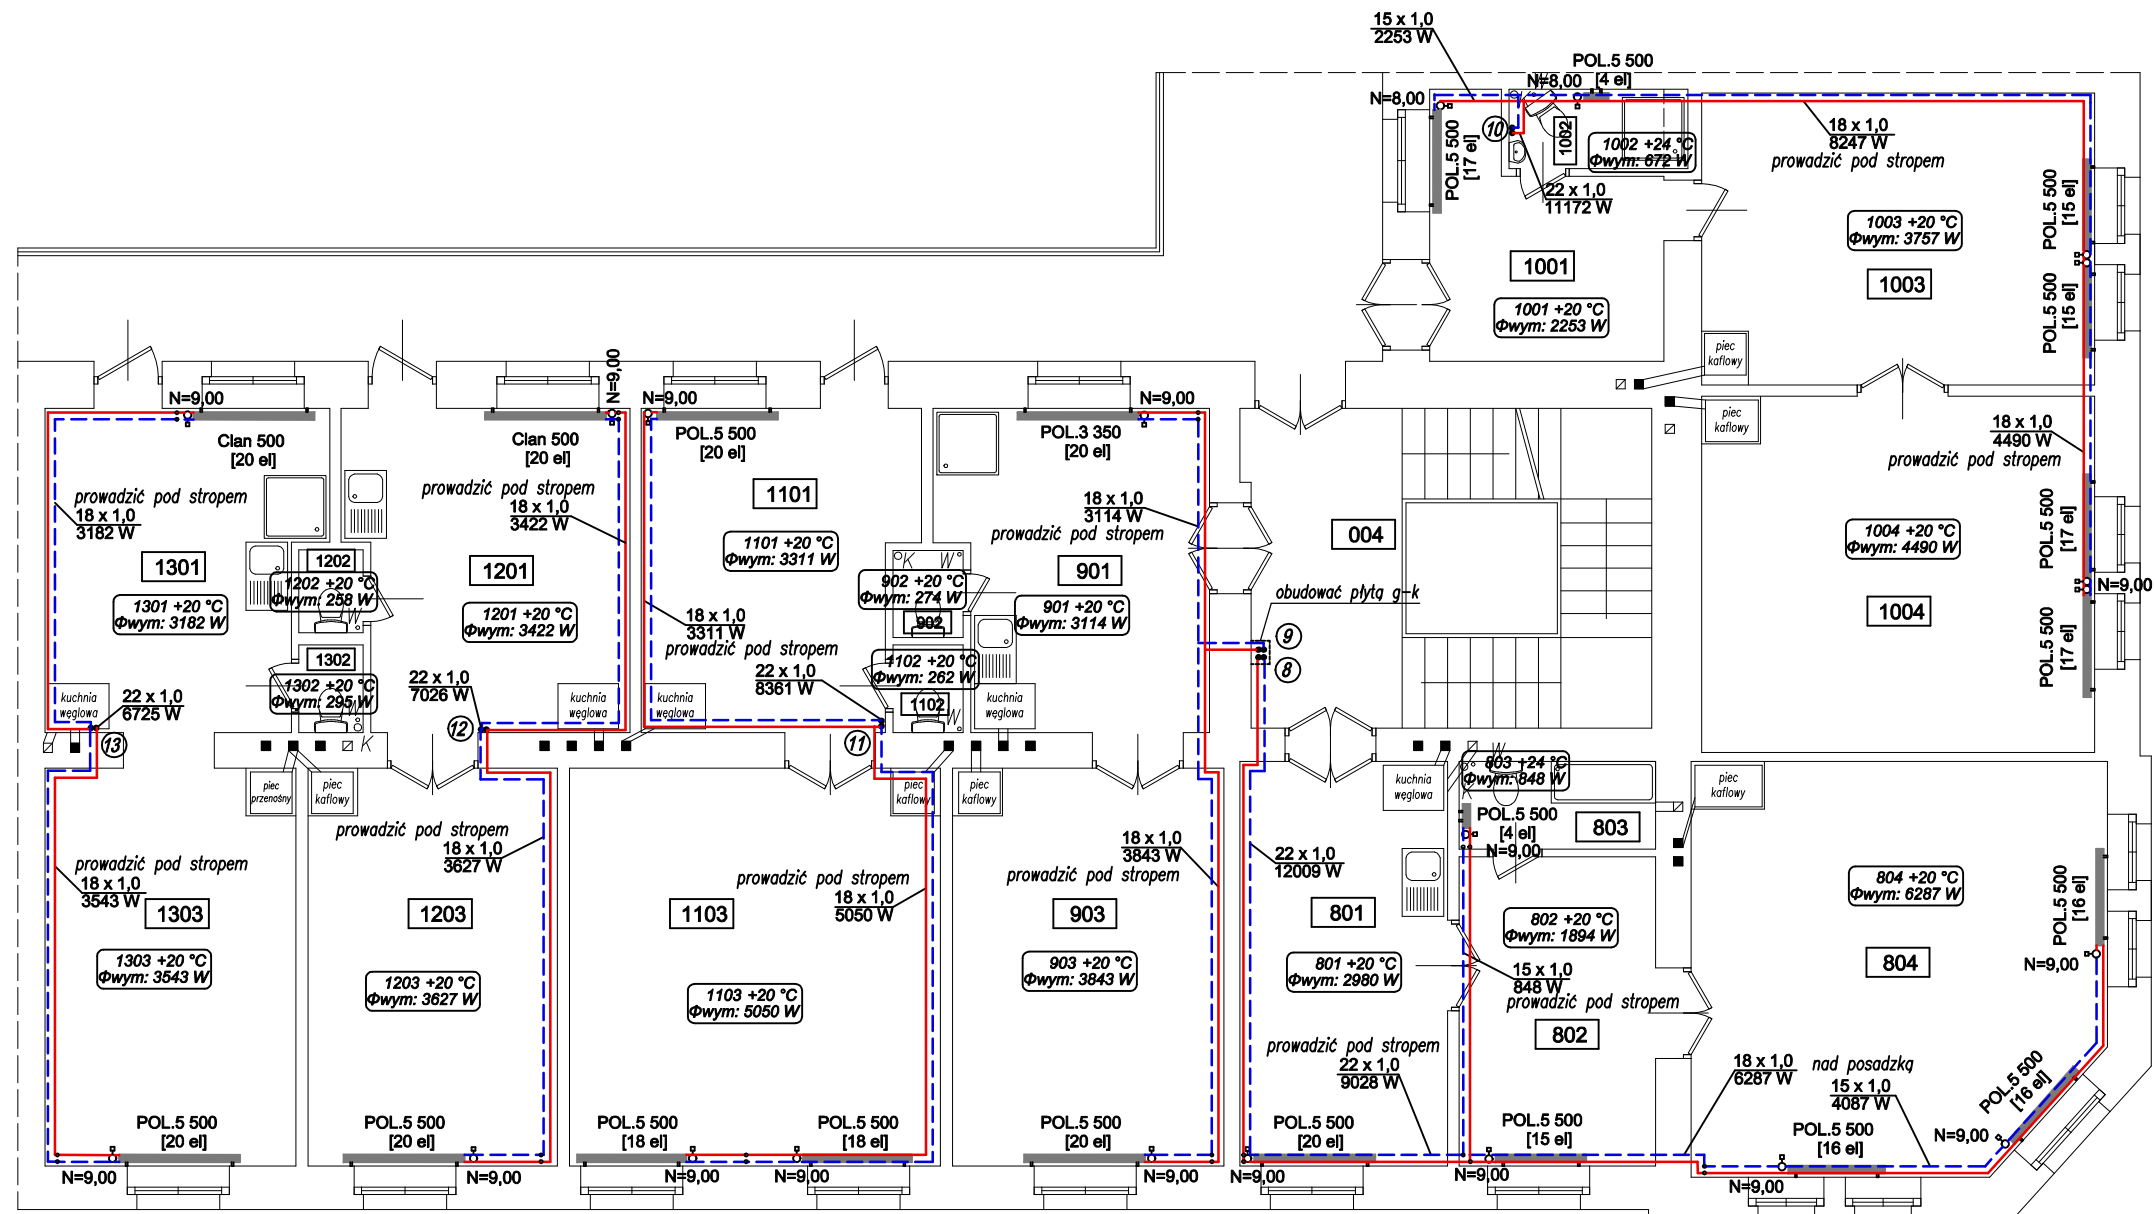 15 x 1,0
2253 W
POL.5 500
[4 el]
N=8,00
N=8,00
POL.5 500
[17 el]
10
1002
1002 +24 °C
Φwym: 672 W
22 x 1,0
11172 W
18 x 1,0
8247 W
prowadzić pod stropem
1003 +20 °C
Φwym: 3757 W
1003
POL.5 500
[15 el]
POL.5 500
[15 el]
1001
1001 +20 °C
Φwym: 2253 W
piec
kaflowy
piec
kaflowy
18 x 1,0
4490 W
prowadzić pod stropem
1004 +20 °C
Φwym: 4490 W
1004
POL.5 500
[17 el]
N=9,00
POL.5 500
[17 el]
N=9,00
Clan 500
[20 el]
prowadzić pod stropem
18 x 1,0
3182 W
1301
1301 +20 °C
Φwym: 3182 W
kuchnia
węglowa
22 x 1,0
6725 W
13
1202
1202 +20 °C
Φwym: 258 W
W
1302
1302 +20 °C
Φwym: 295 W
W
K
N=9,00
Clan 500
[20 el]
prowadzić pod stropem
18 x 1,0
3422 W
1201
1201 +20 °C
Φwym: 3422 W
22 x 1,0
7026 W
12
kuchnia
węglowa
N=9,00
POL.5 500
[20 el]
1101
1101 +20 °C
Φwym: 3311 W
18 x 1,0
3311 W
prowadzić pod stropem
kuchnia
węglowa
22 x 1,0
8361 W
11
K
W
902 +20 °C
Φwym: 274 W
902
1102 +20 °C
Φwym: 262 W
1102
W
N=9,00
POL.3 350
[20 el]
18 x 1,0
3114 W
prowadzić pod stropem
901
901 +20 °C
Φwym: 3114 W
kuchnia
węglowa
004
obudować płytą g-k
9
8
piec
przenośny
piec
kaflowy
piec
kaflowy
piec
kaflowy
kuchnia
węglowa
piec
kaflowy
W
K
803 +24 °C
Φwym: 848 W
POL.5 500
[4 el]
N=9,00
803
prowadzić pod stropem
18 x 1,0
3543 W
1303
1303 +20 °C
Φwym: 3543 W
POL.5 500
[20 el]
N=9,00
prowadzić pod stropem
18 x 1,0
3627 W
1203
1203 +20 °C
Φwym: 3627 W
POL.5 500
[20 el]
N=9,00
prowadzić pod stropem
18 x 1,0
5050 W
1103
1103 +20 °C
Φwym: 5050 W
POL.5 500
[18 el]
N=9,00
POL.5 500
[18 el]
N=9,00
18 x 1,0
3843 W
prowadzić pod stropem
903
903 +20 °C
Φwym: 3843 W
POL.5 500
[20 el]
N=9,00
22 x 1,0
12009 W
801
801 +20 °C
Φwym: 2980 W
prowadzić pod stropem
22 x 1,0
9028 W
POL.5 500
[20 el]
N=9,00
802 +20 °C
Φwym: 1894 W
15 x 1,0
848 W
prowadzić pod stropem
802
POL.5 500
[15 el]
N=9,00
804 +20 °C
Φwym: 6287 W
804
POL.5 500
[16 el]
N=9,00
18 x 1,0
6287 W
nad posadzką
15 x 1,0
4087 W
POL.5 500
[16 el]
N=9,00
POL.5 500
[16 el]
N=9,00